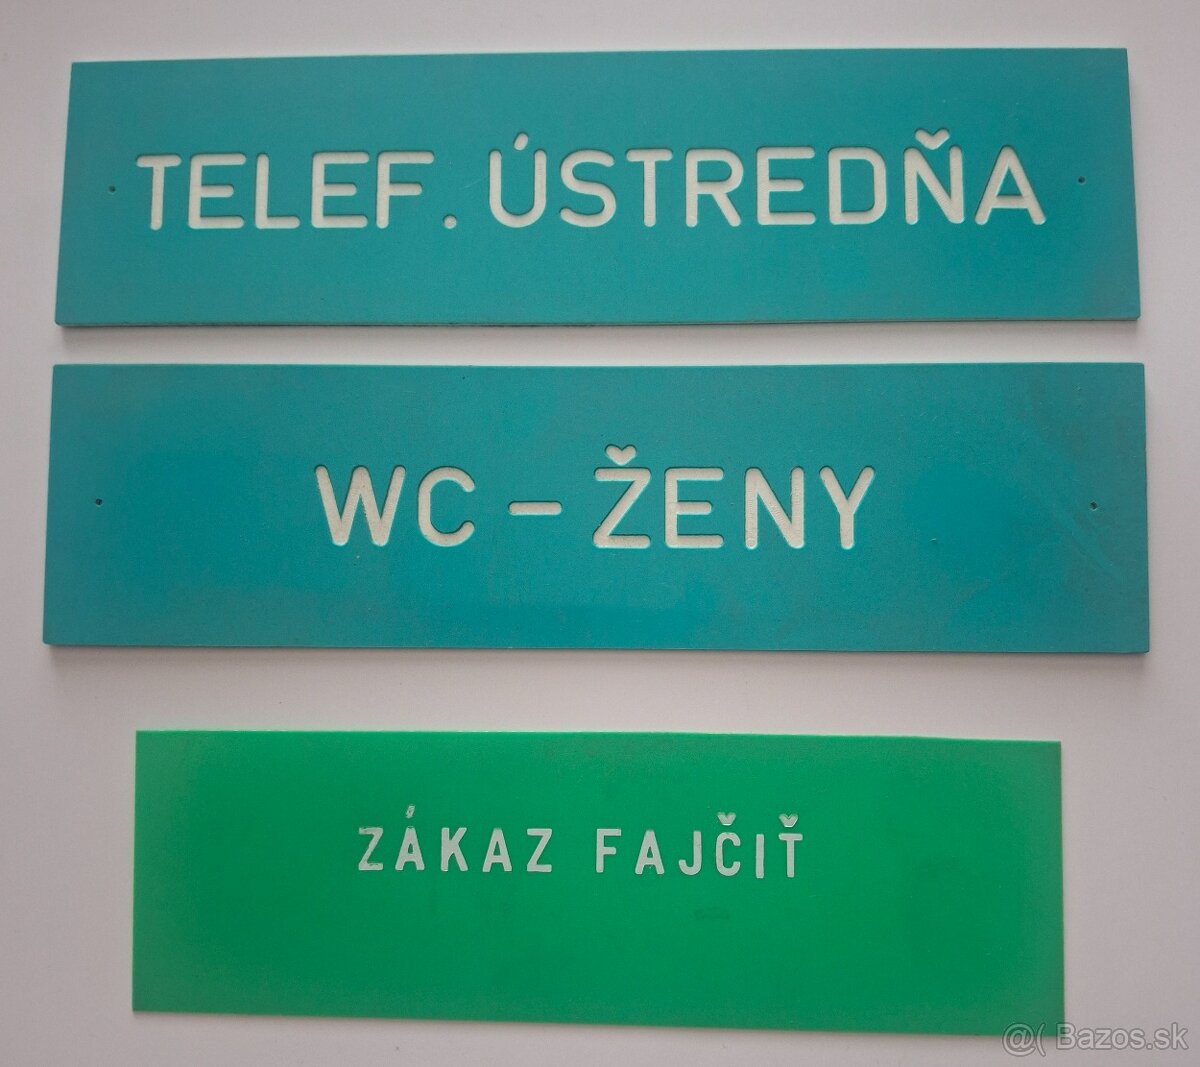 TELEF. ÚSTREDŇA
WC – ŽENY
ZÁKAZ FAJČIŤ
@( Bazos.sk